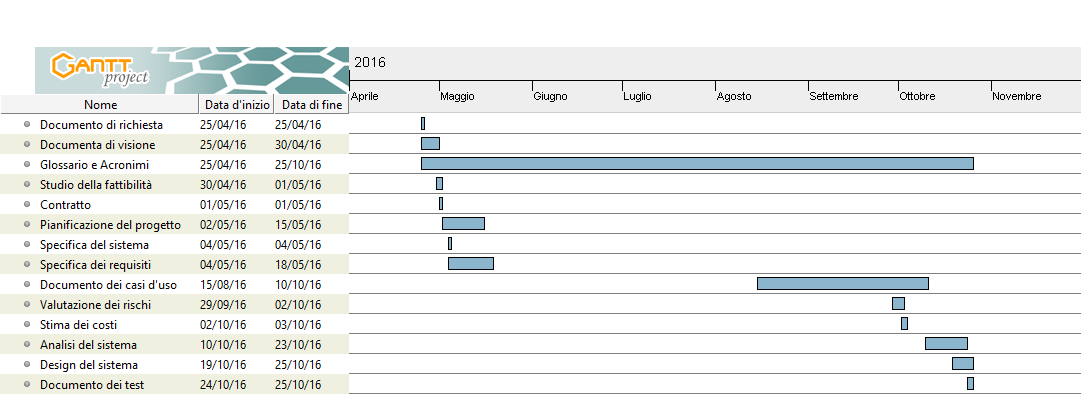 GANTT
project
2016
Aprile Maggio Giugno Luglio Agosto Settembre Ottobre Novembre
Nome Data d'inizio Data di fine
Documento di richiesta 25/04/16 25/04/16
Documenta di visione 25/04/16 30/04/16
Glossario e Acronimi 25/04/16 25/10/16
Studio della fattibilità 30/04/16 01/05/16
Contratto 01/05/16 01/05/16
Pianificazione del progetto 02/05/16 15/05/16
Specifica del sistema 04/05/16 04/05/16
Specifica dei requisiti 04/05/16 18/05/16
Documento dei casi d'uso 15/08/16 10/10/16
Valutazione dei rischi 29/09/16 02/10/16
Stima dei costi 02/10/16 03/10/16
Analisi del sistema 10/10/16 23/10/16
Design del sistema 19/10/16 25/10/16
Documento dei test 24/10/16 25/10/16